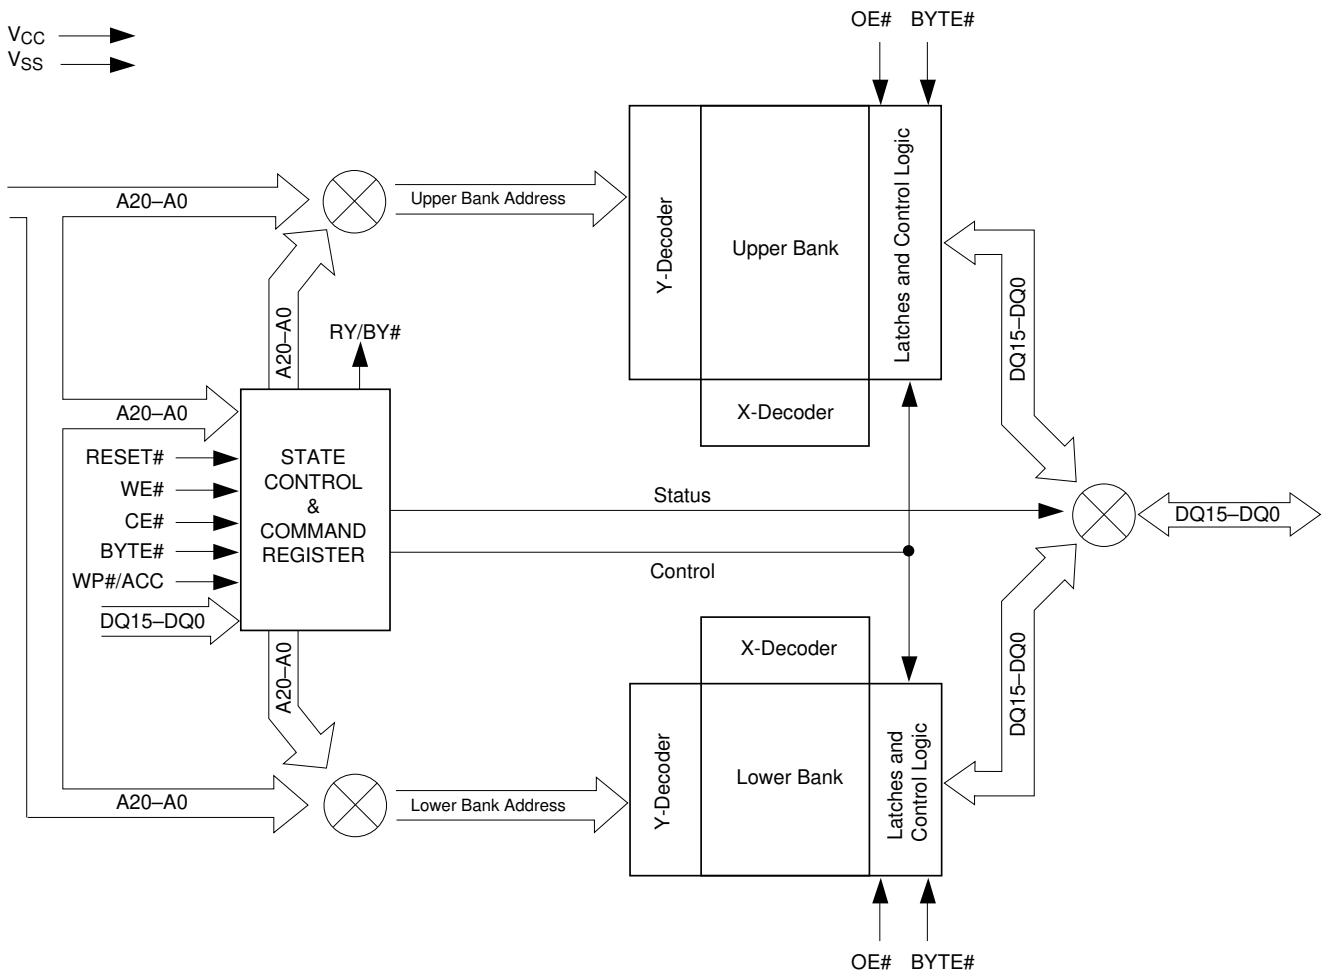 OE# BYTE#
VCC
VSS
A20–A0
Upper Bank Address
Y-Decoder
Upper Bank
Latches and Control Logic
X-Decoder
DQ15–DQ0
A20–A0
RY/BY#
A20–A0
RESET#
WE#
CE#
BYTE#
WP#/ACC
DQ15–DQ0
STATE
CONTROL
&
COMMAND
REGISTER
Status
Control
DQ15–DQ0
A20–A0
X-Decoder
Y-Decoder
Lower Bank
Latches and
Control Logic
DQ15–DQ0
A20–A0
Lower Bank Address
OE# BYTE#